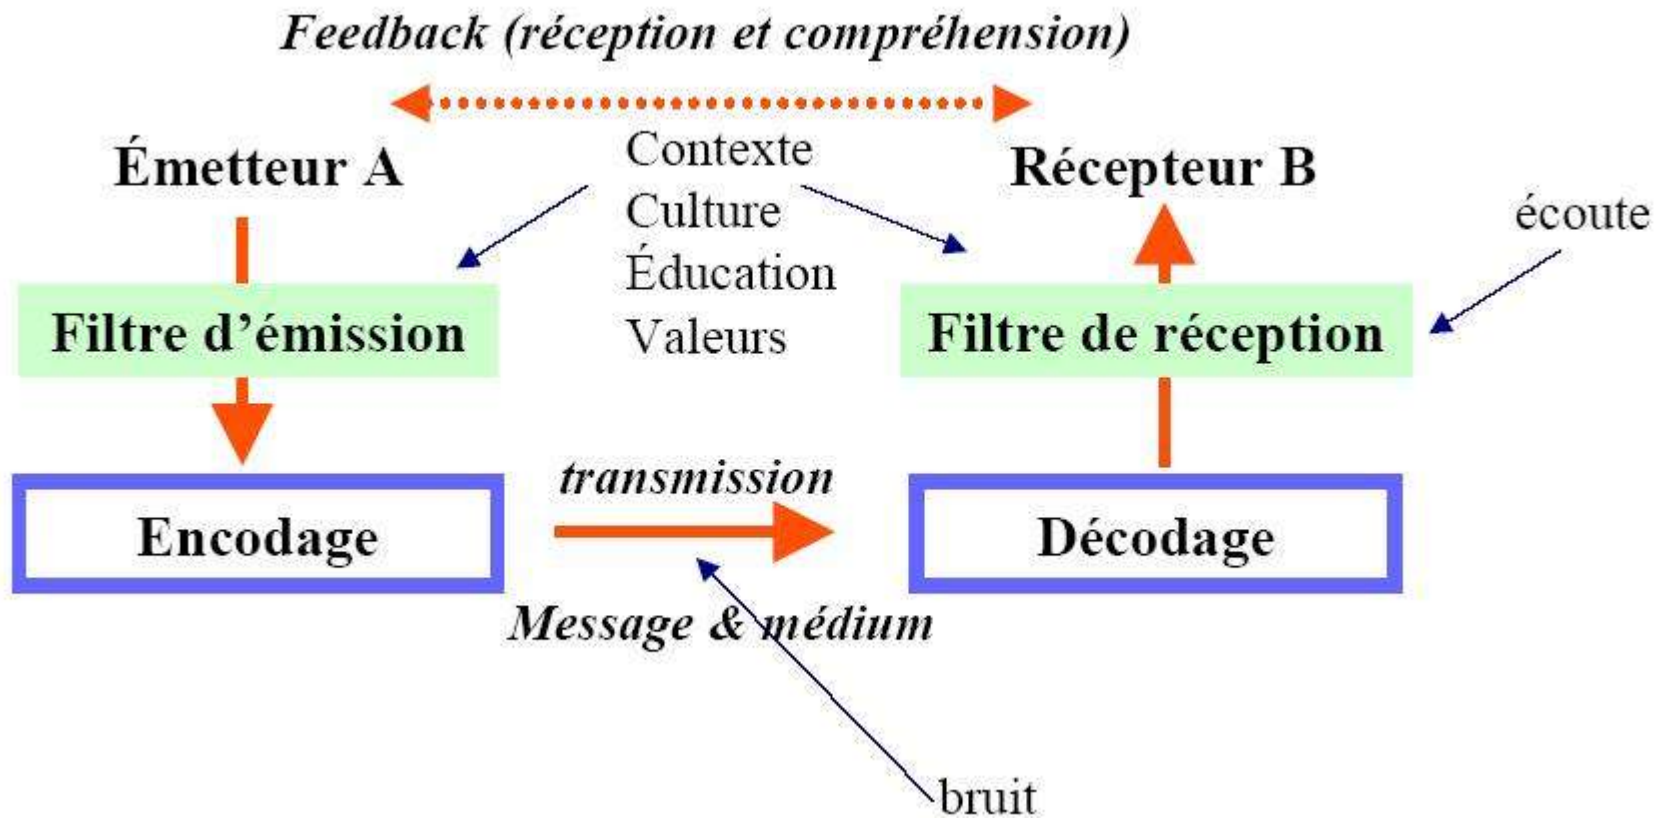 Feedback (réception et compréhension)
Émetteur A
Contexte
Culture
Éducation
Valeurs
Récepteur B
écoute
Filtre d’émission
Filtre de réception
Encodage
transmission
Message & médium
Décodage
bruit